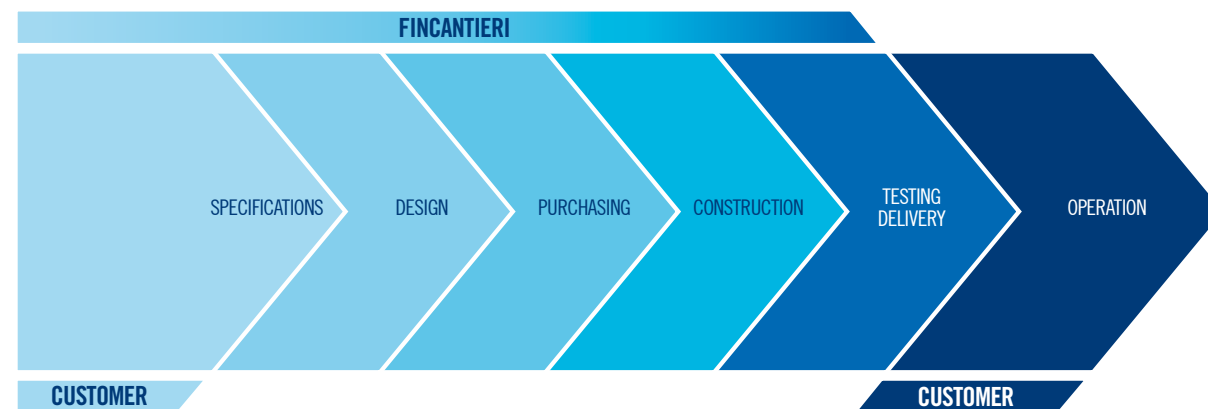 FINCANTIERI
SPECIFICATIONS
DESIGN
PURCHASING
CONSTRUCTION
TESTING
DELIVERY
OPERATION
CUSTOMER
CUSTOMER